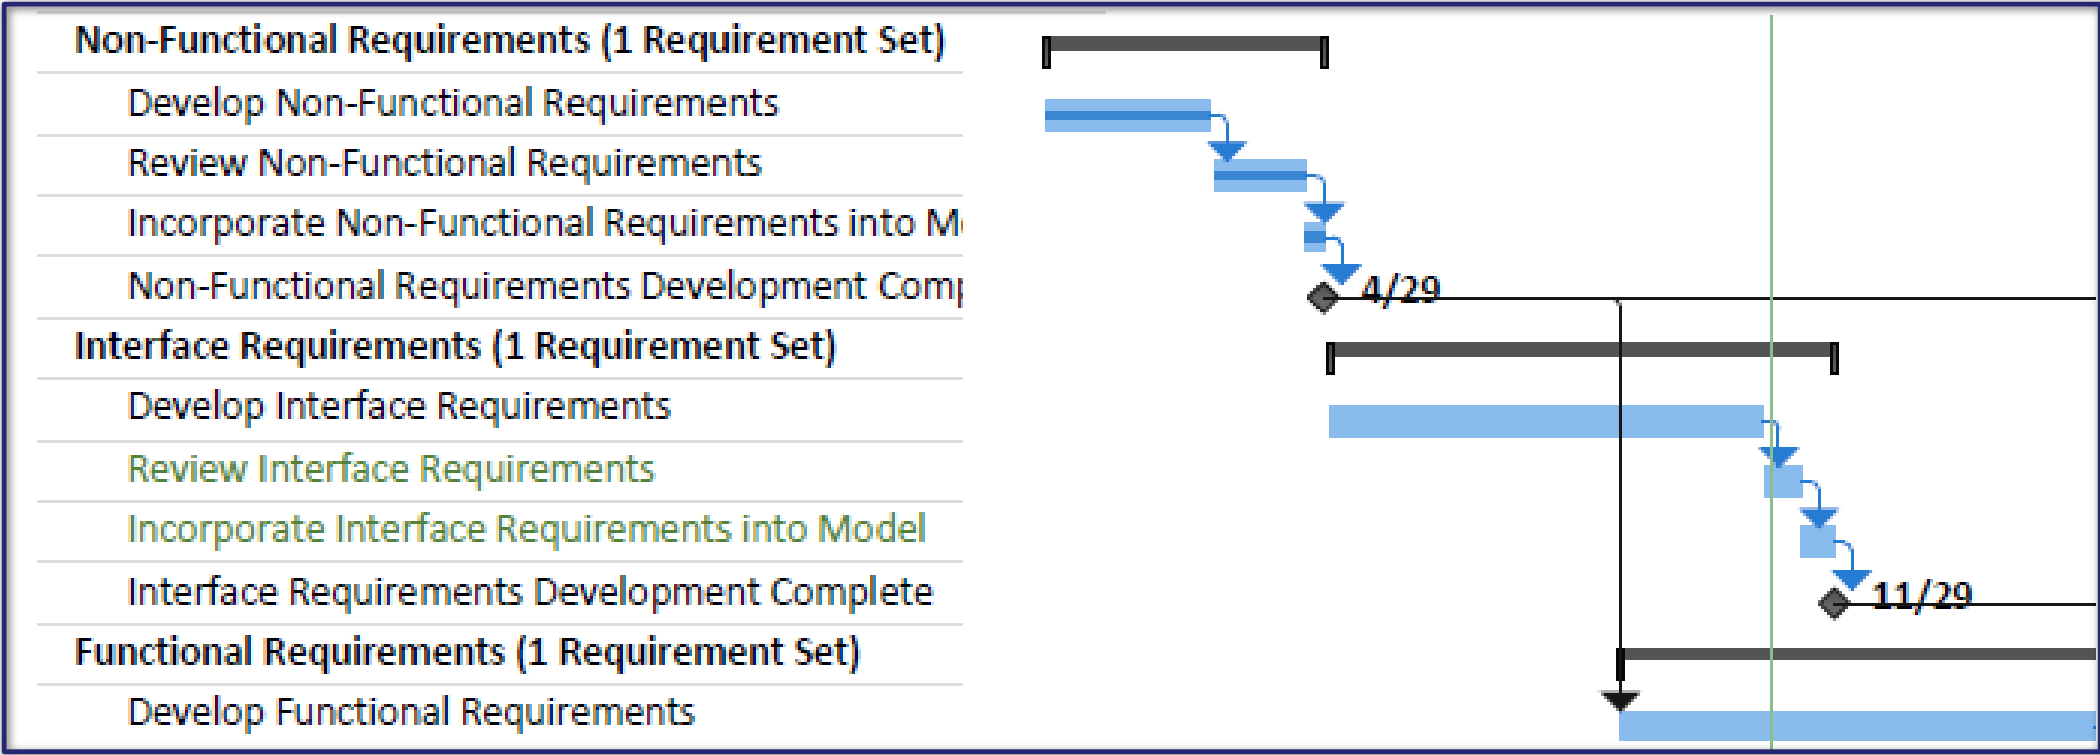 Non-Functional Requirements (1 Requirement Set)
Develop Non-Functional Requirements
Review Non-Functional Requirements
Incorporate Non-Functional Requirements into
Non-Functional Requirements Development
4/29
Interface Requirements (1 Requirement Set)
Develop Interface Requirements
Review Interface Requirements
Incorporate Interface Requirements into Model
Interface Requirements Development Complete
11/29
Functional Requirements (1 Requirement Set)
Develop Functional Requirements